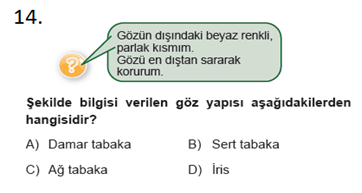 14.
Gözün dışındaki beyaz renkli,
parlak kısmım.
Gözü en dıştan sararak
korurum.
?
Şekilde bilgisi verilen göz yapısı aşağıdakilerden
hangisidir?
A) Damar tabaka B) Sert tabaka
C) Ağ tabaka D) İris